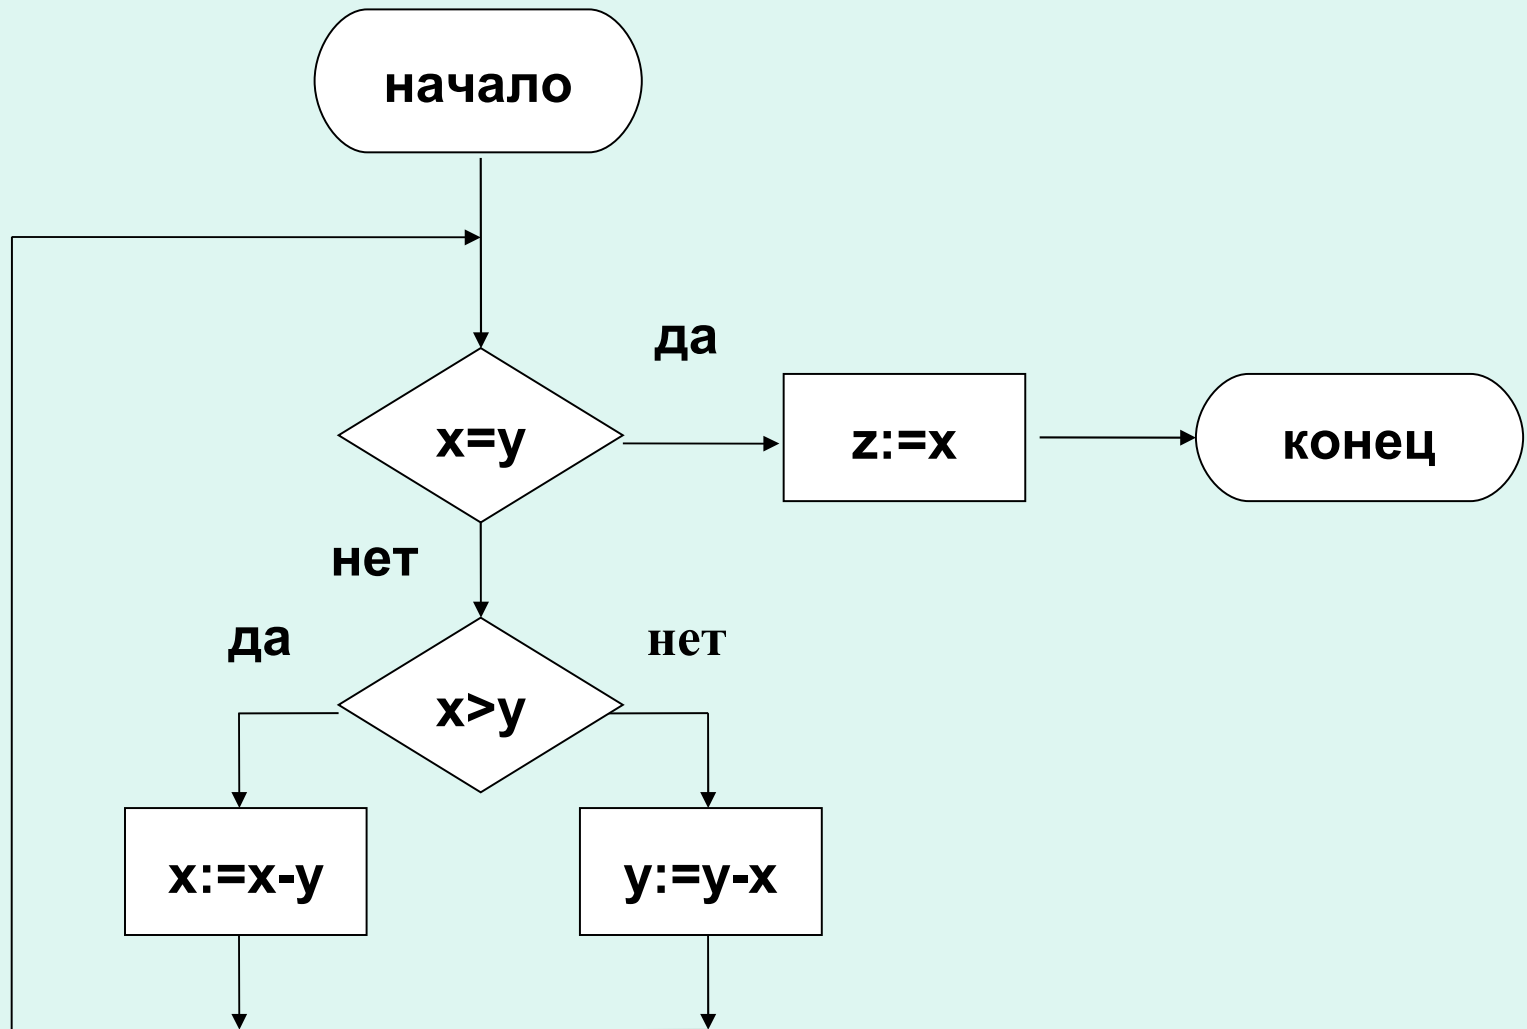 начало
да
x=y
z:=x
конец
нет
да
нет
x>y
x:=x-y
y:=y-x